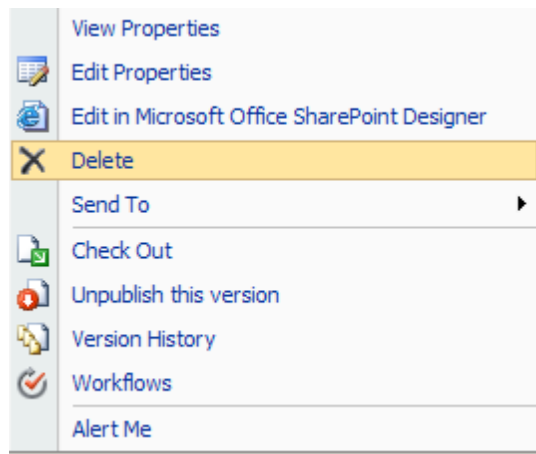 View Properties
Edit Properties
Edit in Microsoft Office SharePoint Designer
Delete
Send To
Check Out
Unpublish this version
Version History
Workflows
Alert Me